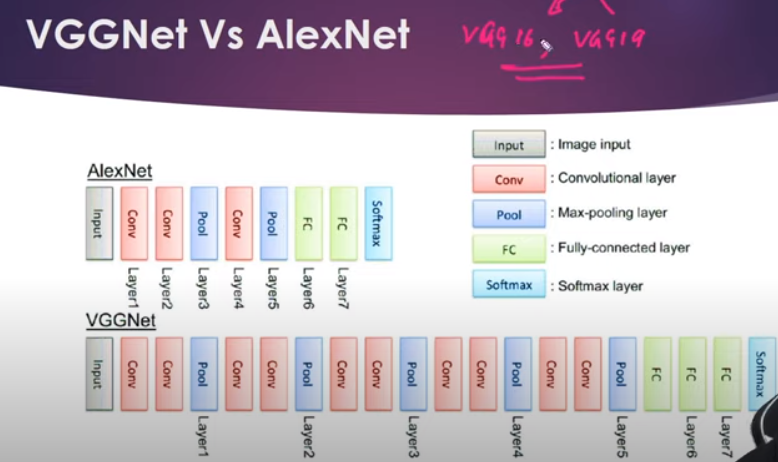 VGGNet Vs AlexNet
VGG 16, VGG19
Input : Image input
AlexNet
Conv : Convolutional layer
Input Conv Conv Pool Conv Pool FC FC Softmax
Pool : Max-pooling layer
FC : Fully-connected layer
Layer1 Layer2 Layer3 Layer4 Layer5 Layer6 Layer7
Softmax : Softmax layer
VGGNet
Input Conv Conv Pool Conv Conv Pool Conv Conv Pool Conv Conv Pool Conv Conv Pool FC FC FC Softmax
Layer1 Layer2 Layer3 Layer4 Layer5 Layer6 Layer7